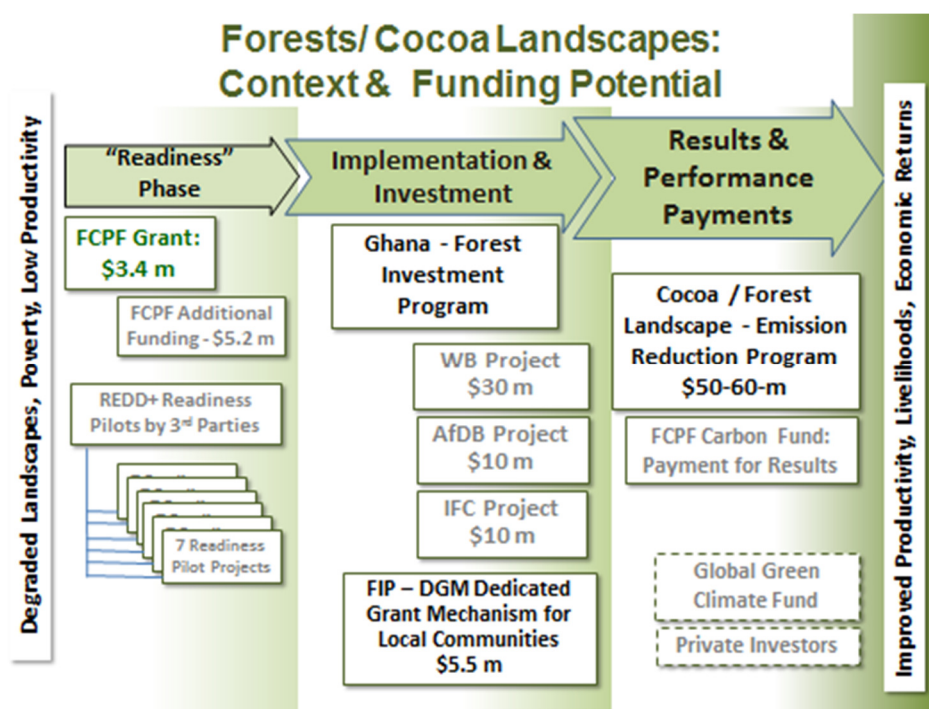 Forests/ Cocoa Landscapes:
Context & Funding Potential
Degraded Landscapes, Poverty, Low Productivity
"Readiness"
Phase
FCPF Grant:
$3.4 m
FCPF Additional
Funding - $5.2 m
REDD+ Readiness
Pilots by 3rd Parties
7 Readiness
Pilot Projects
Implementation &
Investment
Ghana - Forest
Investment
Program
WB Project
$30 m
AfDB Project
$10 m
IFC Project
$10 m
FIP – DGM Dedicated
Grant Mechanism for
Local Communities
$5.5 m
Results &
Performance
Payments
Cocoa / Forest
Landscape - Emission
Reduction Program
$50-60-m
FCPF Carbon Fund:
Payment for Results
Global Green
Climate Fund
Private Investors
Improved Productivity, Livelihoods, Economic Returns